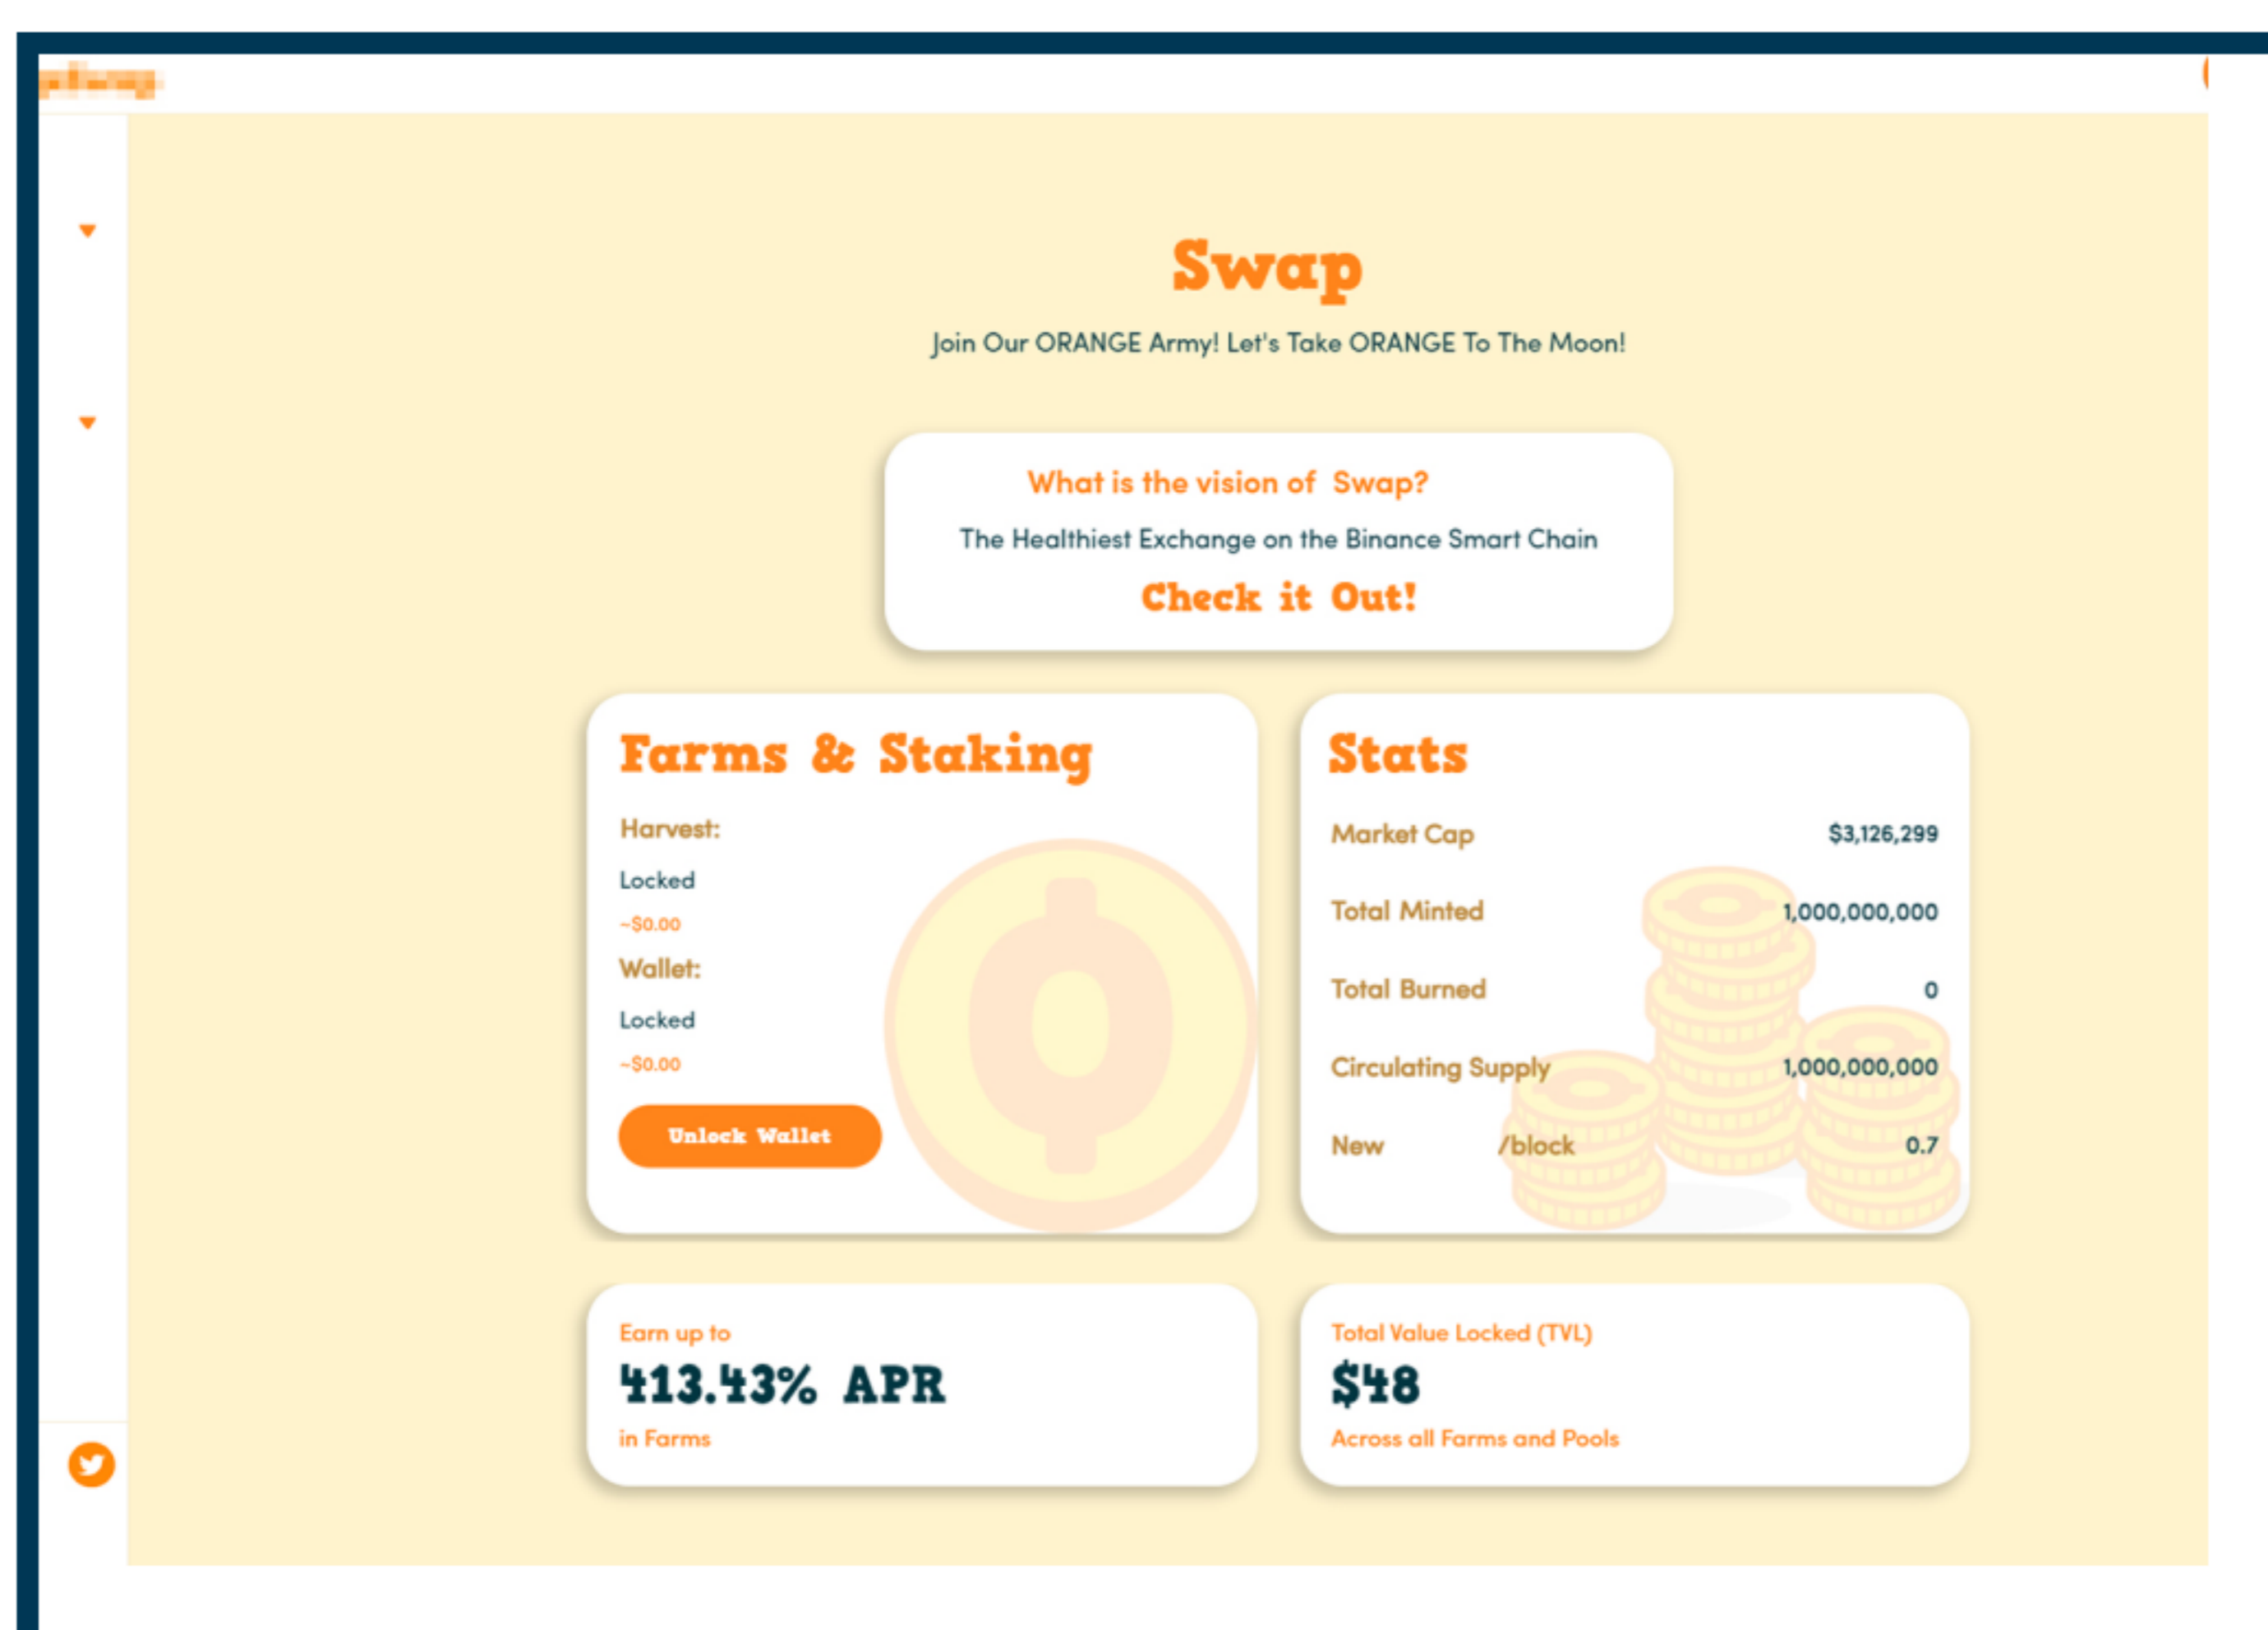 Swap
Join Our ORANGE Army! Let's Take ORANGE To The Moon!
What is the vision of Swap?
The Healthiest Exchange on the Binance Smart Chain
Check it Out!
Farms & Staking
Harvest:
Locked
~$0.00
Wallet:
Locked
~$0.00
Unlock Wallet
Stats
Market Cap $3,126,299
Total Minted 1,000,000,000
Total Burned 0
Circulating Supply 1,000,000,000
New /block 0.7
Earn up to
413.43% APR
in Farms
Total Value Locked (TVL)
$48
Across all Farms and Pools